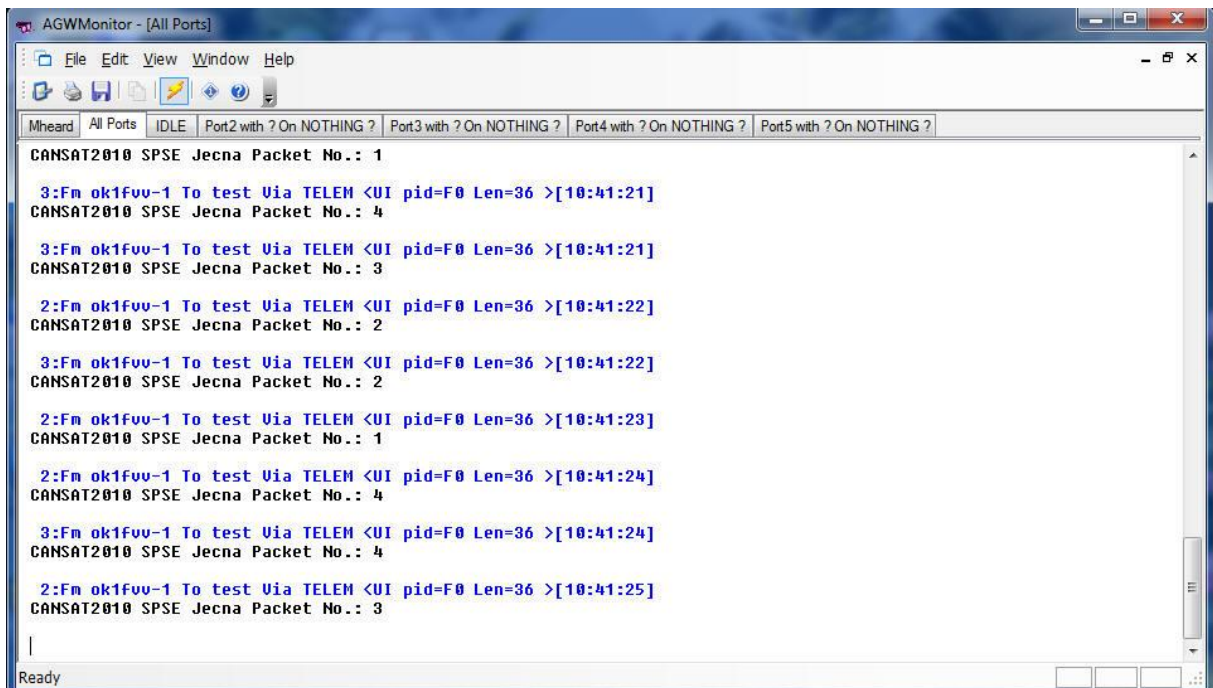 AGWMonitor - [All Ports]
File Edit View Window Help
Mheard All Ports IDLE Port2 with ? On NOTHING ? Port3 with ? On NOTHING ? Port4 with ? On NOTHING ? Port5 with ? On NOTHING ?
CANSAT2010 SPSE Jecna Packet No.: 1
3:Fm ok1fvv-1 To test Via TELEM <UI pid=F0 Len=36 >[10:41:21]
CANSAT2010 SPSE Jecna Packet No.: 4
3:Fm ok1fvv-1 To test Via TELEM <UI pid=F0 Len=36 >[10:41:21]
CANSAT2010 SPSE Jecna Packet No.: 3
2:Fm ok1fvv-1 To test Via TELEM <UI pid=F0 Len=36 >[10:41:22]
CANSAT2010 SPSE Jecna Packet No.: 2
3:Fm ok1fvv-1 To test Via TELEM <UI pid=F0 Len=36 >[10:41:22]
CANSAT2010 SPSE Jecna Packet No.: 2
2:Fm ok1fvv-1 To test Via TELEM <UI pid=F0 Len=36 >[10:41:23]
CANSAT2010 SPSE Jecna Packet No.: 1
2:Fm ok1fvv-1 To test Via TELEM <UI pid=F0 Len=36 >[10:41:24]
CANSAT2010 SPSE Jecna Packet No.: 4
3:Fm ok1fvv-1 To test Via TELEM <UI pid=F0 Len=36 >[10:41:24]
CANSAT2010 SPSE Jecna Packet No.: 4
2:Fm ok1fvv-1 To test Via TELEM <UI pid=F0 Len=36 >[10:41:25]
CANSAT2010 SPSE Jecna Packet No.: 3
Ready